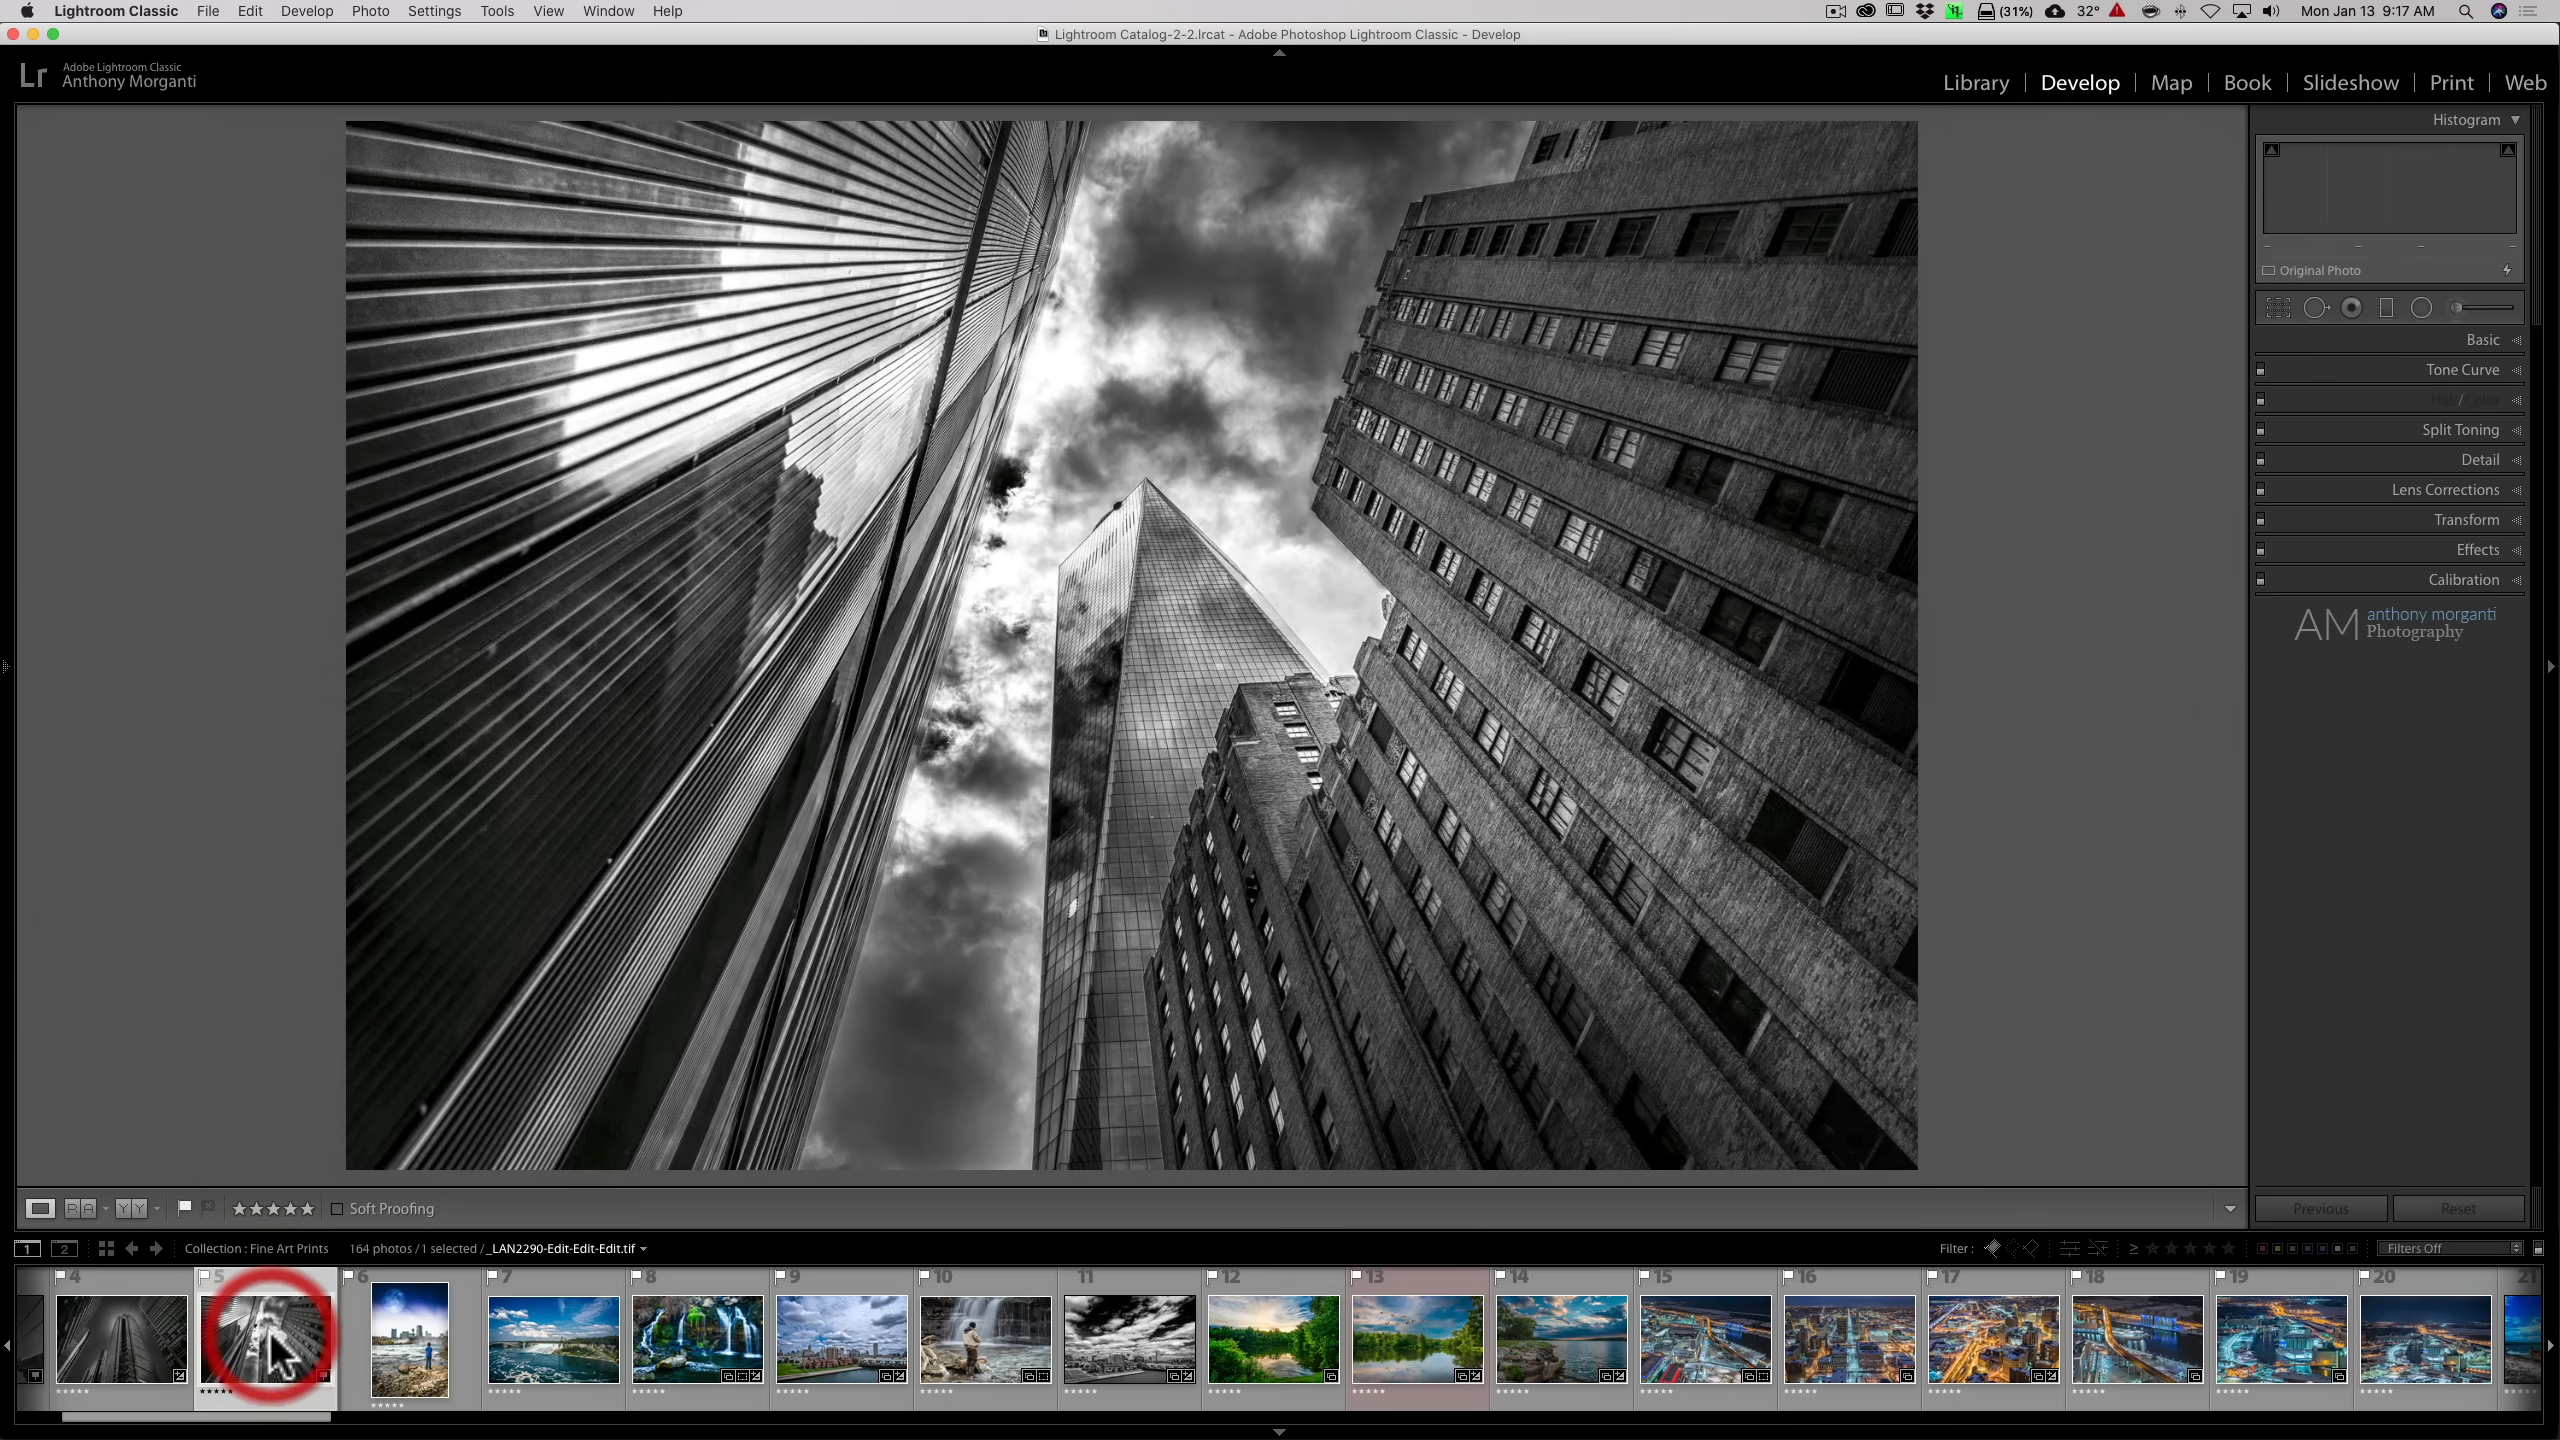 Lightroom Classic File Edit Develop Photo Settings Tools View Window Help (31%) 32° Mon Jan 13 9:17 AM
Lightroom Catalog-2-2.lrcat - Adobe Photoshop Lightroom Classic - Develop
Lr Adobe Lightroom Classic
Anthony Morganti
Library | Develop | Map | Book | Slideshow | Print | Web
Histogram
Original Photo
Basic
Tone Curve
HSL / Color
Split Toning
Detail
Lens Corrections
Transform
Effects
Calibration
AM anthony morganti
Photography
R A Y Y Soft Proofing Previous Reset
1 2 Collection : Fine Art Prints 164 photos / 1 selected / _LAN2290-Edit-Edit-Edit.tif Filter : ≥ Filters Off
4 5 6 7 8 9 10 11 12 13 14 15 16 17 18 19 20 21